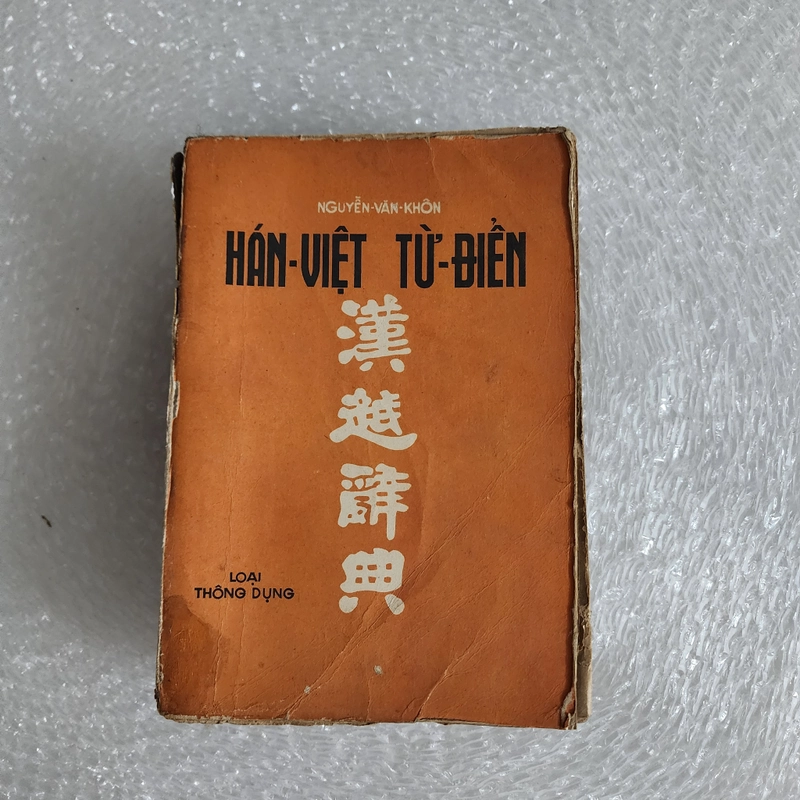 NGUYỄN-VĂN-KHÔN
HÁN-VIỆT TỪ-ĐIỂN
漢
越
辭
典
LOẠI
THÔNG DỤNG